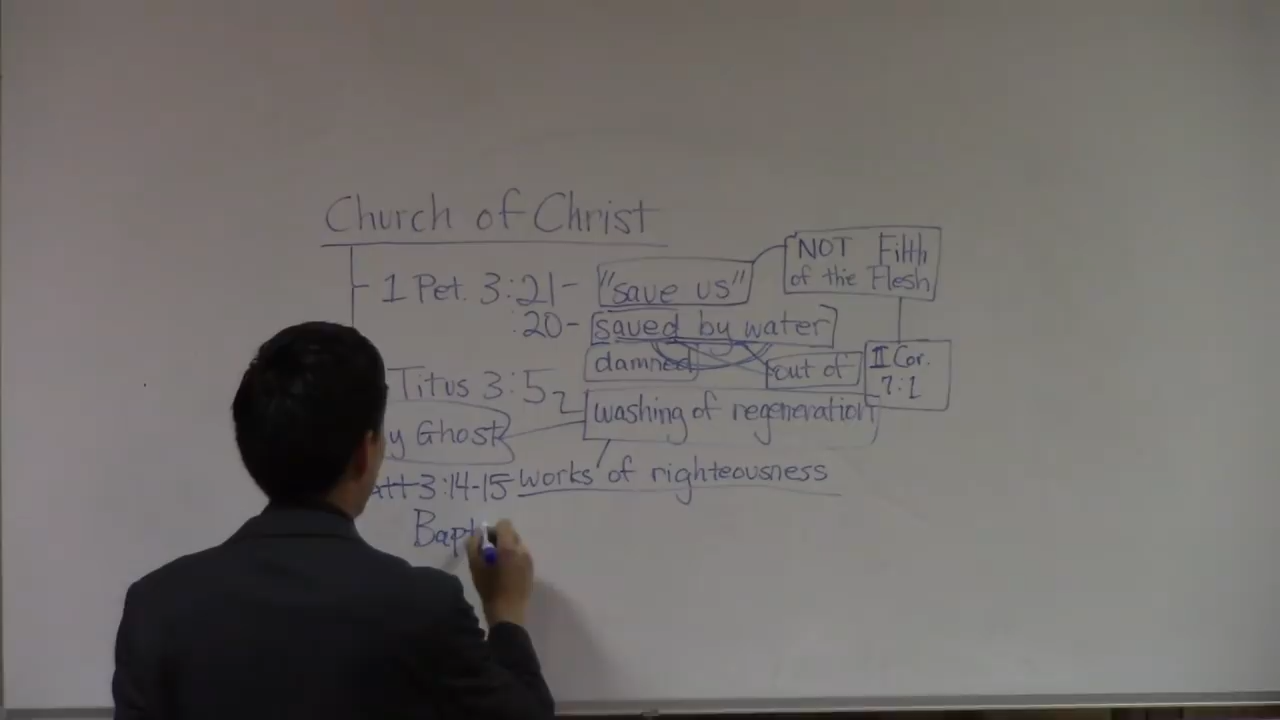 Church of Christ
1 Pet. 3:21- "save us"
NOT Filth
of the Flesh
:20- saved by water
damned
out of
II Cor.
7:1
Titus 3:5
washing of regeneration
y Ghost
att 3:14-15 works of righteousness
Bapt